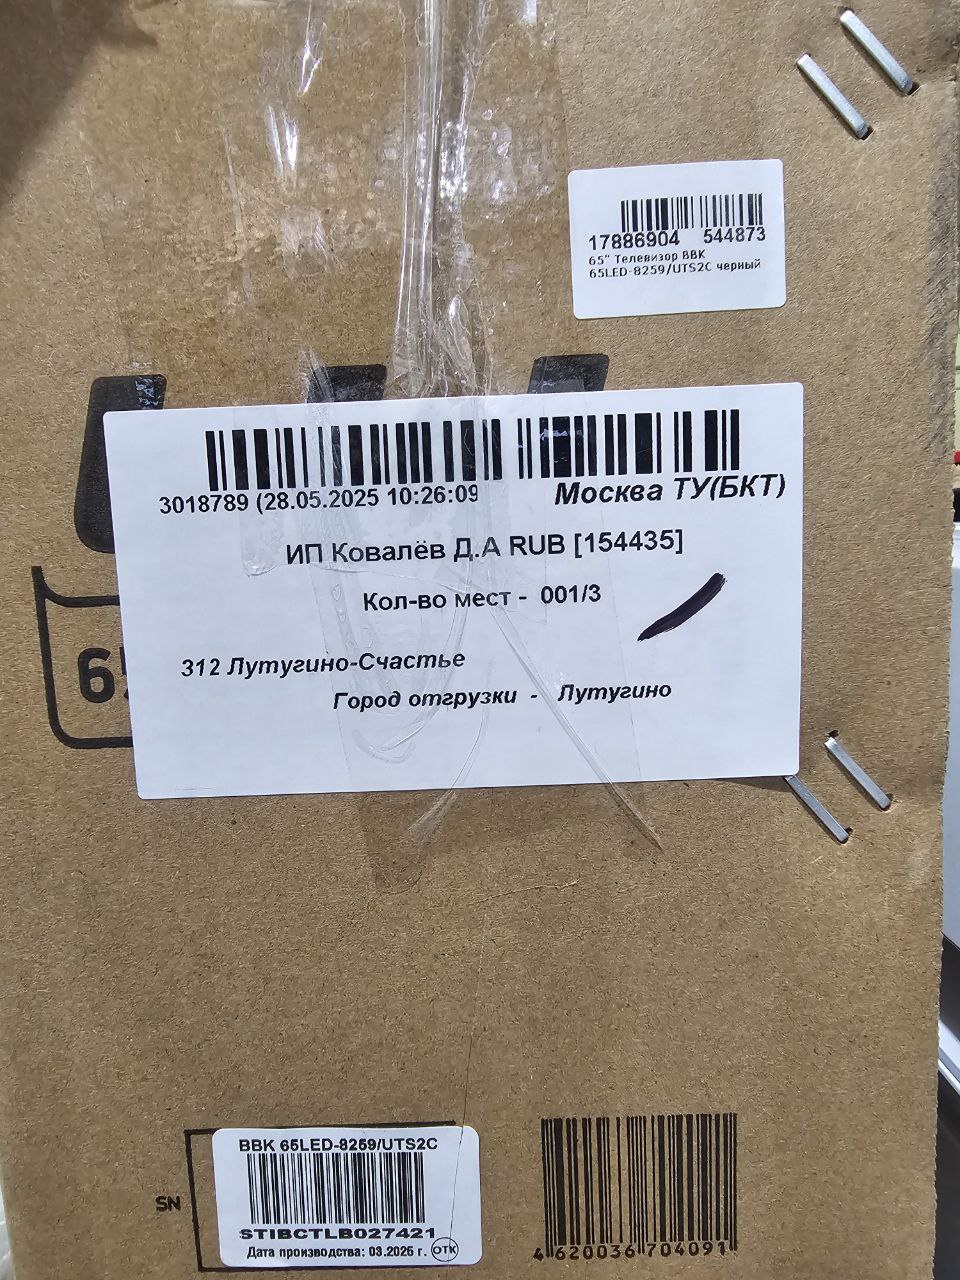 17886904 544873
65" Телевизор BBK
65LED-8259/UTS2C черный
3018789 (28.05.2025 10:26:09
Москва ТУ(БКТ)
ИП Ковалёв Д.А RUB [154435]
Кол-во мест - 001/3
312 Лутугино-Счастье
Город отгрузки - Лутугино
BBK 65LED-8259/UTS2C
SN
STIBCTLB027421
Дата производства: 03.2025 г. ОТК
4 620036 704091